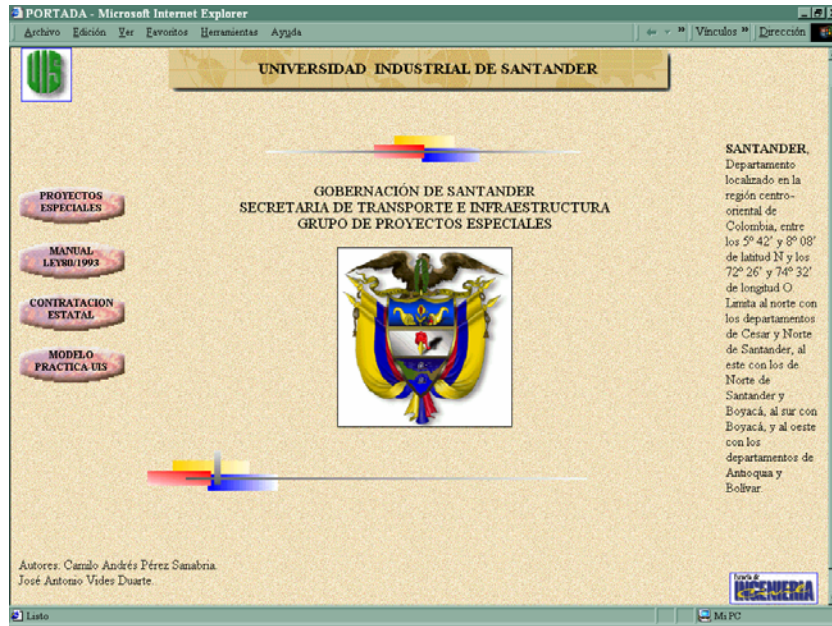 PORTADA - Microsoft Internet Explorer
Archivo Edición Ver Favoritos Herramientas Ayuda
Vínculos » Dirección
UIS
UNIVERSIDAD INDUSTRIAL DE SANTANDER
GOBERNACIÓN DE SANTANDER
SECRETARIA DE TRANSPORTE E INFRAESTRUCTURA
GRUPO DE PROYECTOS ESPECIALES
PROYECTOS
ESPECIALES
MANUAL
LEY80/1993
CONTRATACION
ESTATAL
MODELO
PRACTICA-UIS
SANTANDER,
Departamento
localizado en la
región centro-
oriental de
Colombia, entre
los 5º 42' y 8º 08'
de latitud N y los
72º 26' y 74º 32'
de longitud O.
Limita al norte con
los departamentos
de Cesar y Norte
de Santander, al
este con los de
Norte de
Santander y
Boyacá, al sur con
Boyacá, y al oeste
con los
departamentos de
Antioquia y
Bolívar.
Autores: Camilo Andrés Pérez Sanabria.
José Antonio Vides Duarte.
Escuela de
INGENIERIA
Civil
Listo
Mi PC